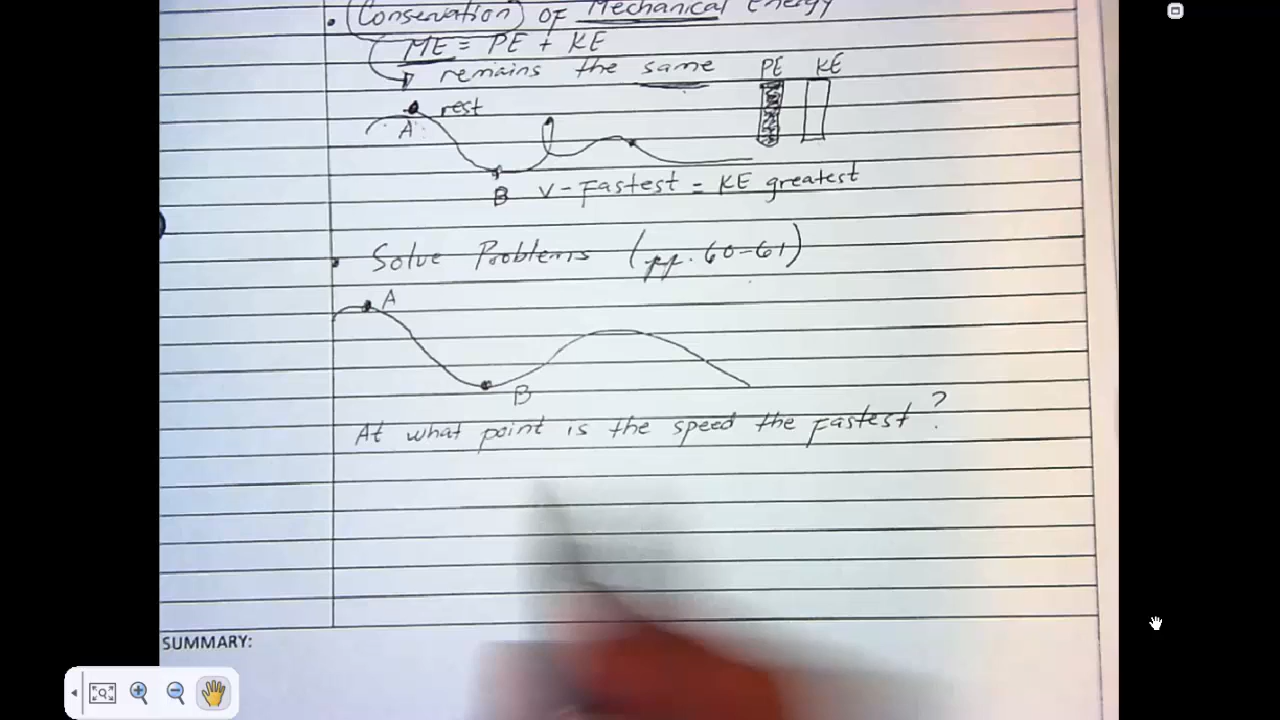 • Conservation of Mechanical Energy
ME = PE + KE
remains the same PE KE
rest
A
B V-Fastest = KE greatest
• Solve Problems (pp. 60-61)
A
B
At what point is the speed the fastest?
SUMMARY: